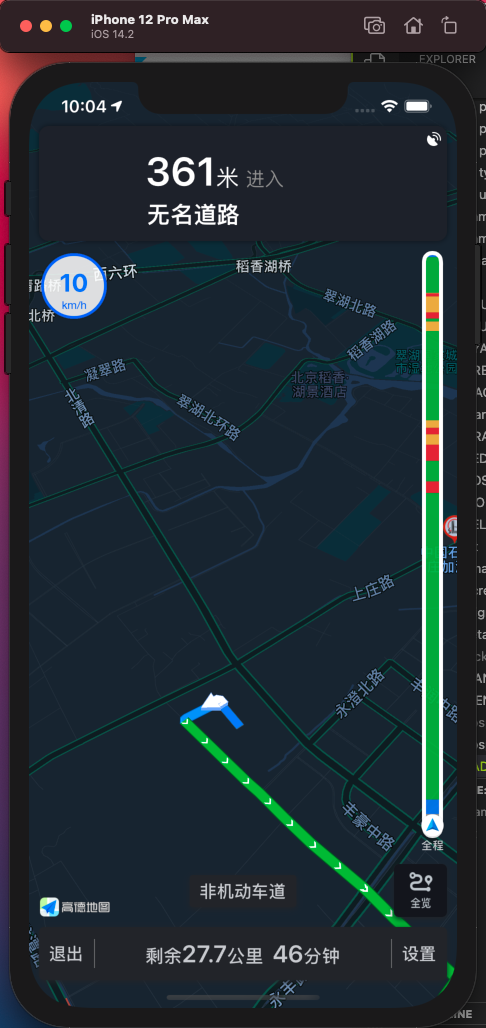 iPhone 12 Pro Max
iOS 14.2
EXPLORER
10:04
361米 进入
无名道路
10
km/h
西六环
稻香湖桥
北桥
翠湖北路
稻香湖路
凝翠路
北京稻香
湖景酒店
北清路
翠湖北环路
上庄路
永澄北路
丰豪中路
全程
高德地图
非机动车道
全览
退出
剩余27.7公里 46分钟
设置